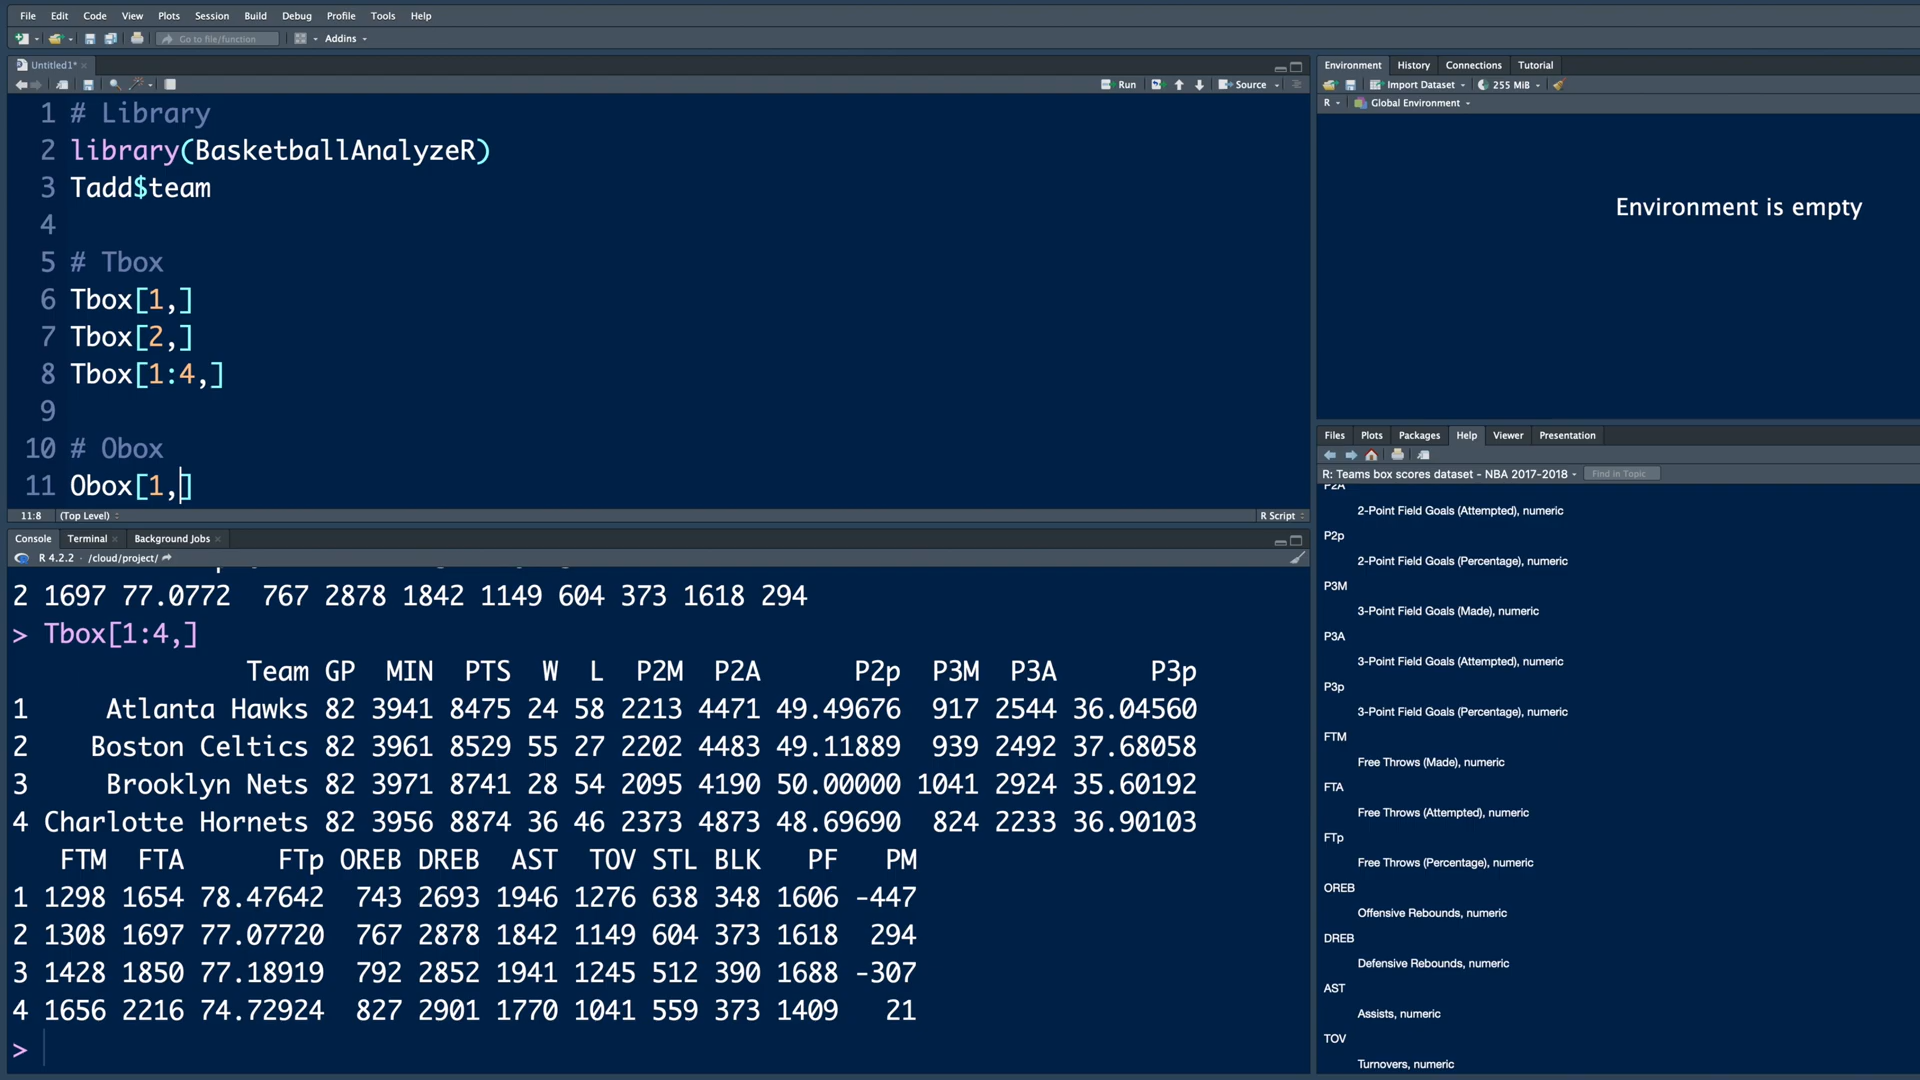 File Edit Code View Plots Session Build Debug Profile Tools Help
Go to file/function Addins
Untitled1*
Run Source
1 # Library
2 library(BasketballAnalyzeR)
3 Tadd$team
4
5 # Tbox
6 Tbox[1,]
7 Tbox[2,]
8 Tbox[1:4,]
9
10 # Obox
11 Obox[1,]
11:8 (Top Level) R Script
Console Terminal Background Jobs
R 4.2.2 · /cloud/project/
2 1697 77.0772 767 2878 1842 1149 604 373 1618 294
> Tbox[1:4,]
Team GP MIN PTS W L P2M P2A P2p P3M P3A P3p
1 Atlanta Hawks 82 3941 8475 24 58 2213 4471 49.49676 917 2544 36.04560
2 Boston Celtics 82 3961 8529 55 27 2202 4483 49.11889 939 2492 37.68058
3 Brooklyn Nets 82 3971 8741 28 54 2095 4190 50.00000 1041 2924 35.60192
4 Charlotte Hornets 82 3956 8874 36 46 2373 4873 48.69690 824 2233 36.90103
FTM FTA FTp OREB DREB AST TOV STL BLK PF PM
1 1298 1654 78.47642 743 2693 1946 1276 638 348 1606 -447
2 1308 1697 77.07720 767 2878 1842 1149 604 373 1618 294
3 1428 1850 77.18919 792 2852 1941 1245 512 390 1688 -307
4 1656 2216 74.72924 827 2901 1770 1041 559 373 1409 21
>
Environment History Connections Tutorial
Import Dataset 255 MiB
R Global Environment
Environment is empty
Files Plots Packages Help Viewer Presentation
R: Teams box scores dataset - NBA 2017-2018 Find in Topic
P2A
2-Point Field Goals (Attempted), numeric
P2p
2-Point Field Goals (Percentage), numeric
P3M
3-Point Field Goals (Made), numeric
P3A
3-Point Field Goals (Attempted), numeric
P3p
3-Point Field Goals (Percentage), numeric
FTM
Free Throws (Made), numeric
FTA
Free Throws (Attempted), numeric
FTp
Free Throws (Percentage), numeric
OREB
Offensive Rebounds, numeric
DREB
Defensive Rebounds, numeric
AST
Assists, numeric
TOV
Turnovers, numeric